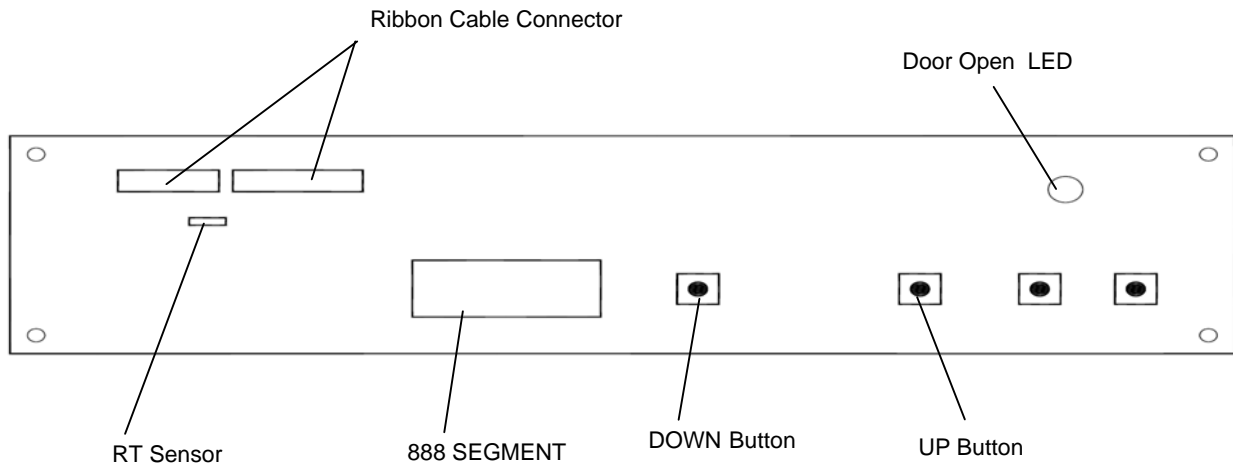 Ribbon Cable Connector
Door Open LED
RT Sensor
888 SEGMENT
DOWN Button
UP Button